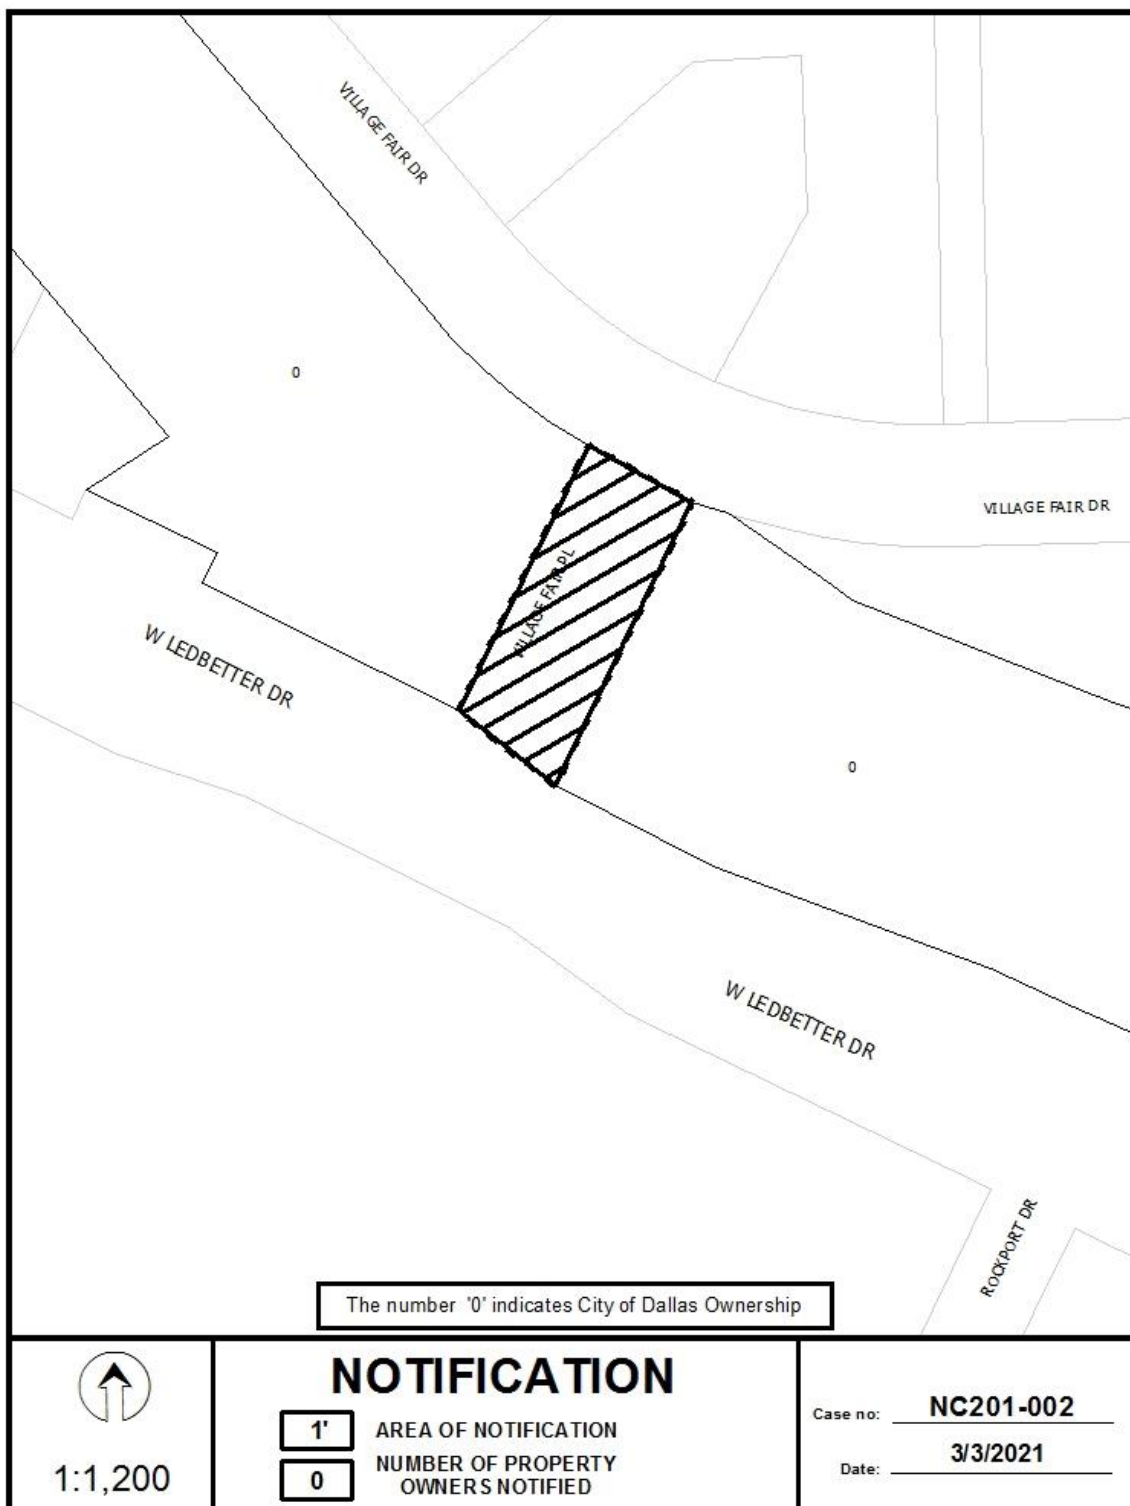 VILLAGE FAIR DR
0
VILLAGE FAIR DR
VILLAGE FAIR PL
W LEDBETTER DR
0
W LEDBETTER DR
ROCKPORT DR
The number '0' indicates City of Dallas Ownership
1:1,200
NOTIFICATION
1' AREA OF NOTIFICATION
0 NUMBER OF PROPERTY
OWNERS NOTIFIED
Case no: NC201-002
Date: 3/3/2021